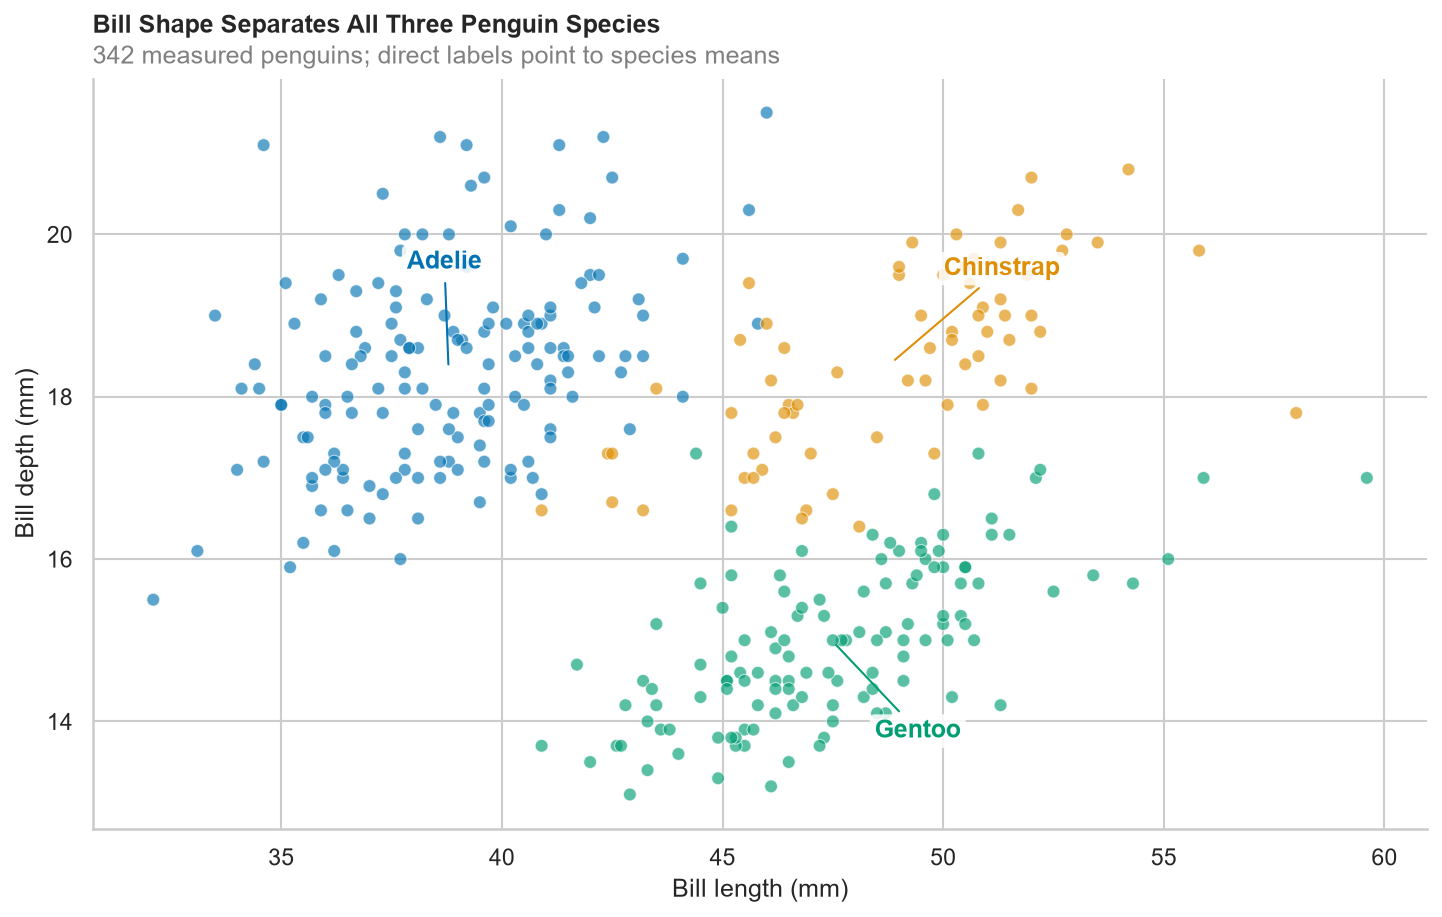 Bill Shape Separates All Three Penguin Species
342 measured penguins; direct labels point to species means
Bill depth (mm)
20
18
16
14
Adelie
Chinstrap
Gentoo
35 40 45 50 55 60
Bill length (mm)